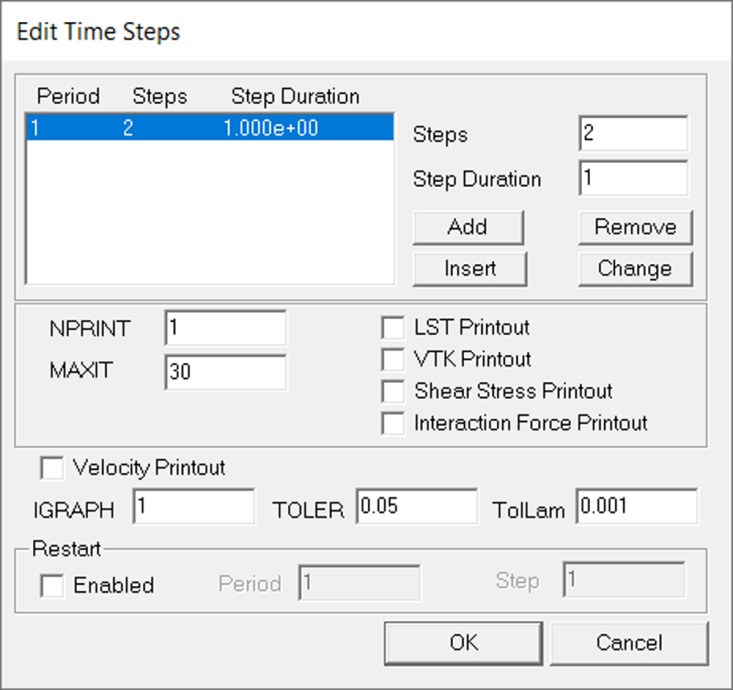 Edit Time Steps
Period Steps Step Duration
1 2 1.000e+00
Steps 2
Step Duration 1
Add Remove
Insert Change
NPRINT 1
MAXIT 30
LST Printout
VTK Printout
Shear Stress Printout
Interaction Force Printout
Velocity Printout
IGRAPH 1 TOLER 0.05 TolLam 0.001
Restart
Enabled Period 1 Step 1
OK Cancel